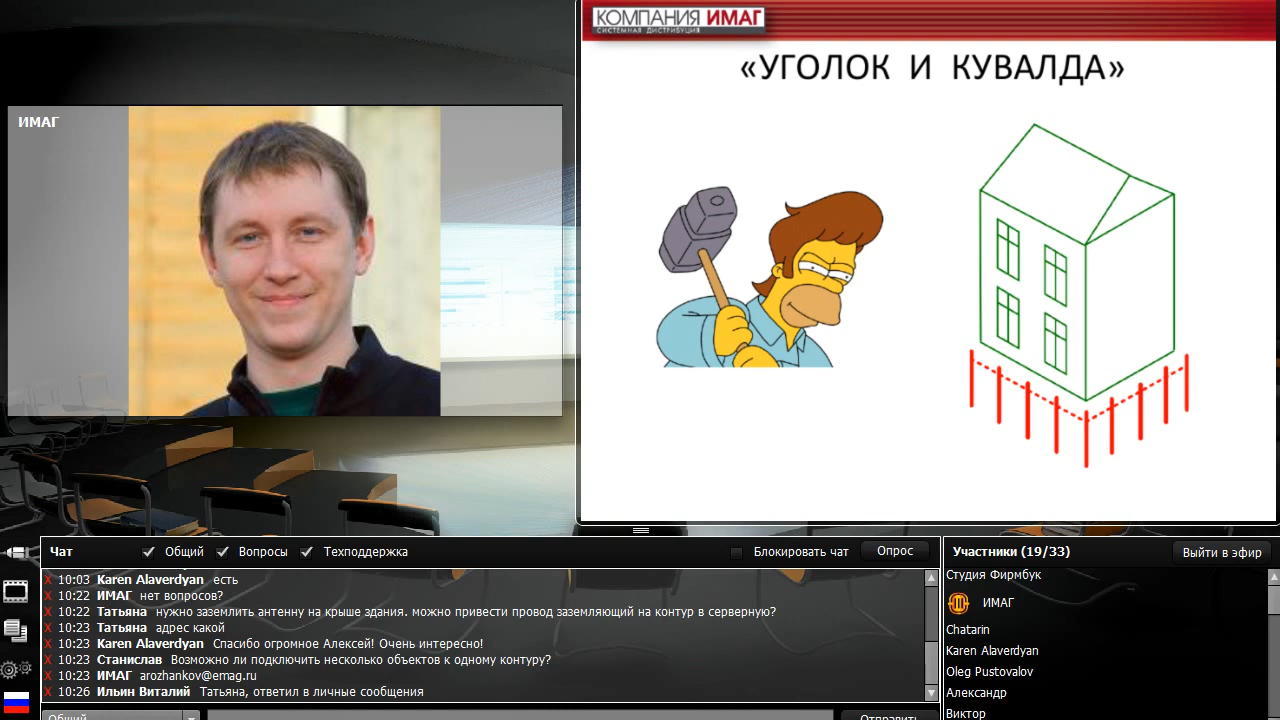 КОМПАНИЯ ИМАГ
СИСТЕМНАЯ ДИСТРИБУЦИЯ
«УГОЛОК И КУВАЛДА»
ИМАГ
Чат Общий Вопросы Техподдержка Блокировать чат Опрос
X 10:03 Karen Alaverdyan есть
X 10:22 ИМАГ нет вопросов?
X 10:22 Татьяна нужно заземлить антенну на крыше здания. можно привести провод заземляющий на контур в серверную?
X 10:23 Татьяна адрес какой
X 10:23 Karen Alaverdyan Спасибо огромное Алексей! Очень интересно!
X 10:23 Станислав Возможно ли подключить несколько объектов к одному контуру?
X 10:23 ИМАГ arozhankov@emag.ru
X 10:26 Ильин Виталий Татьяна, ответил в личные сообщения
Общий Отправить
Участники (19/33) Выйти в эфир
Студия Фирмбук
ИМАГ
Chatarin
Karen Alaverdyan
Oleg Pustovalov
Александр
Виктор